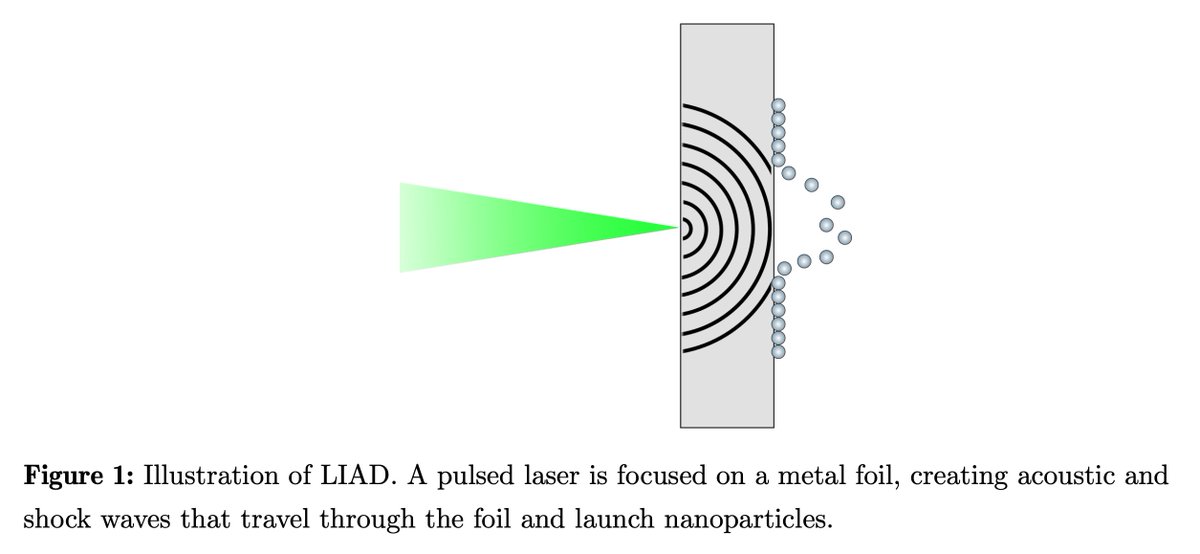 Figure 1: Illustration of LIAD. A pulsed laser is focused on a metal foil, creating acoustic and
shock waves that travel through the foil and launch nanoparticles.